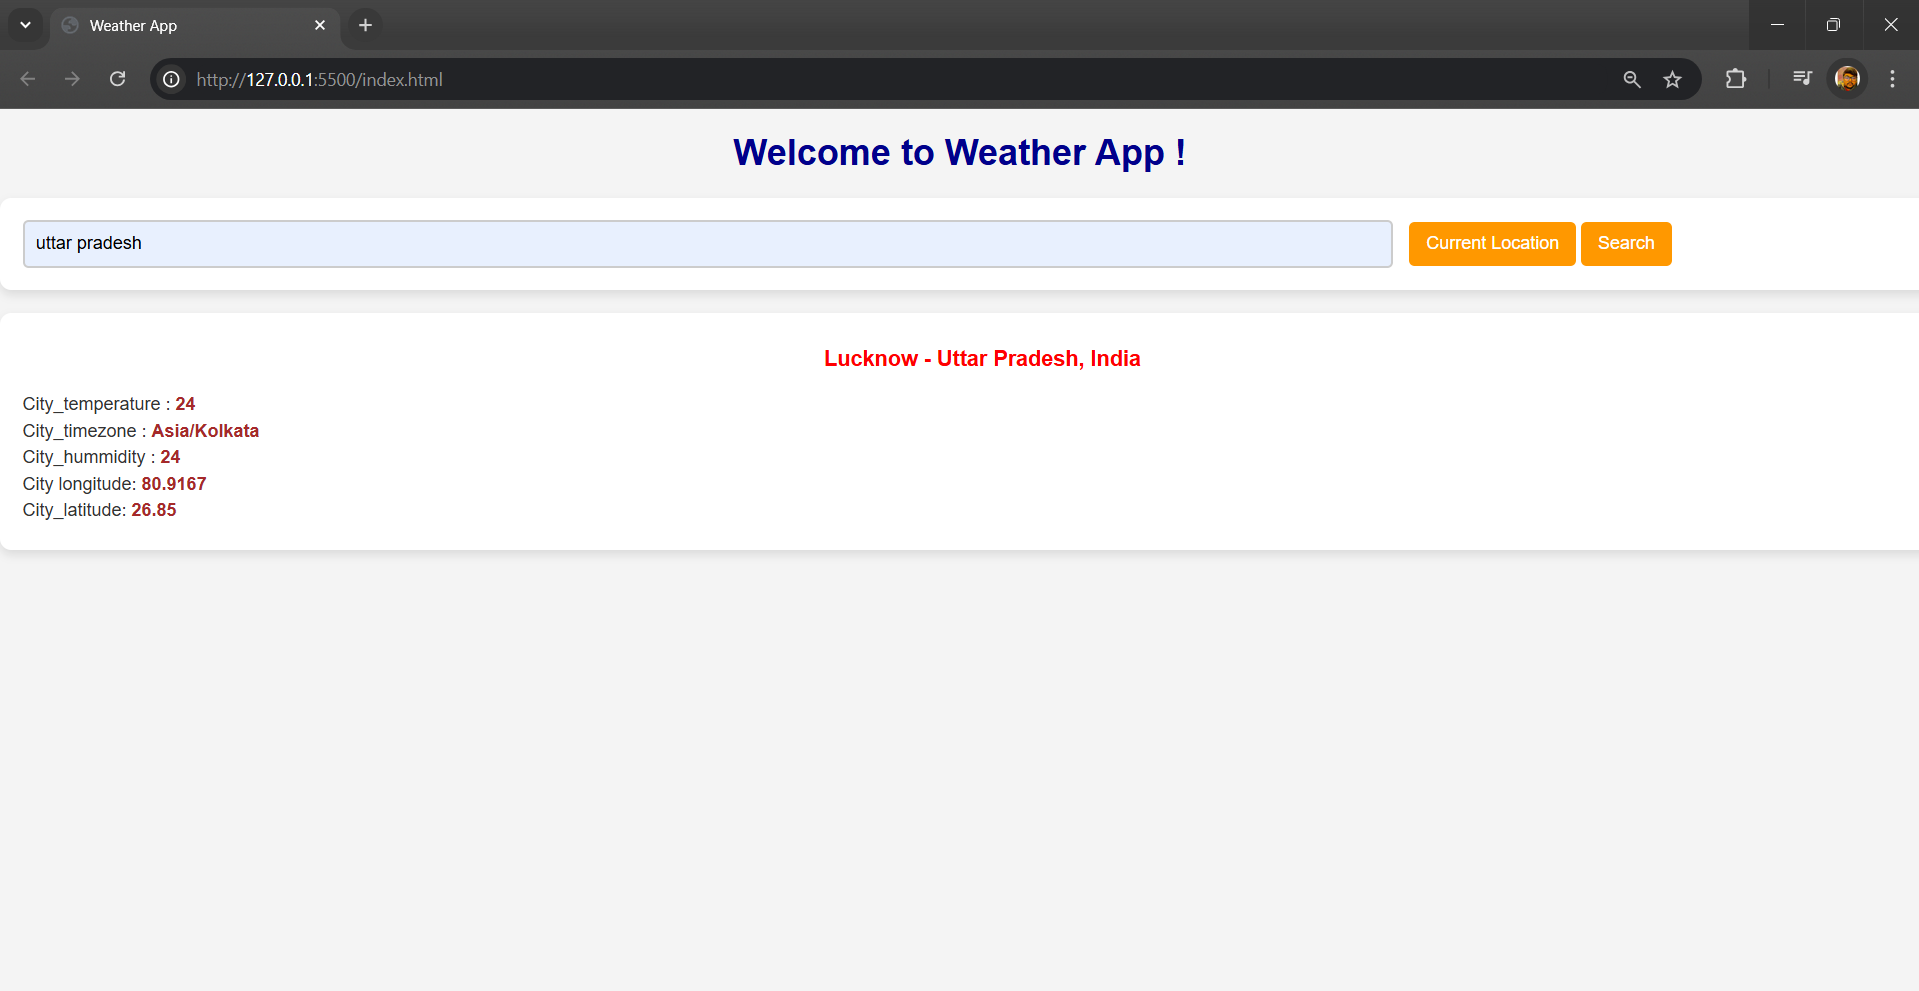 Weather App
http://127.0.0.1:5500/index.html
Welcome to Weather App !
uttar pradesh
Current Location
Search
Lucknow - Uttar Pradesh, India
City_temperature : 24
City_timezone : Asia/Kolkata
City_hummidity : 24
City longitude: 80.9167
City_latitude: 26.85